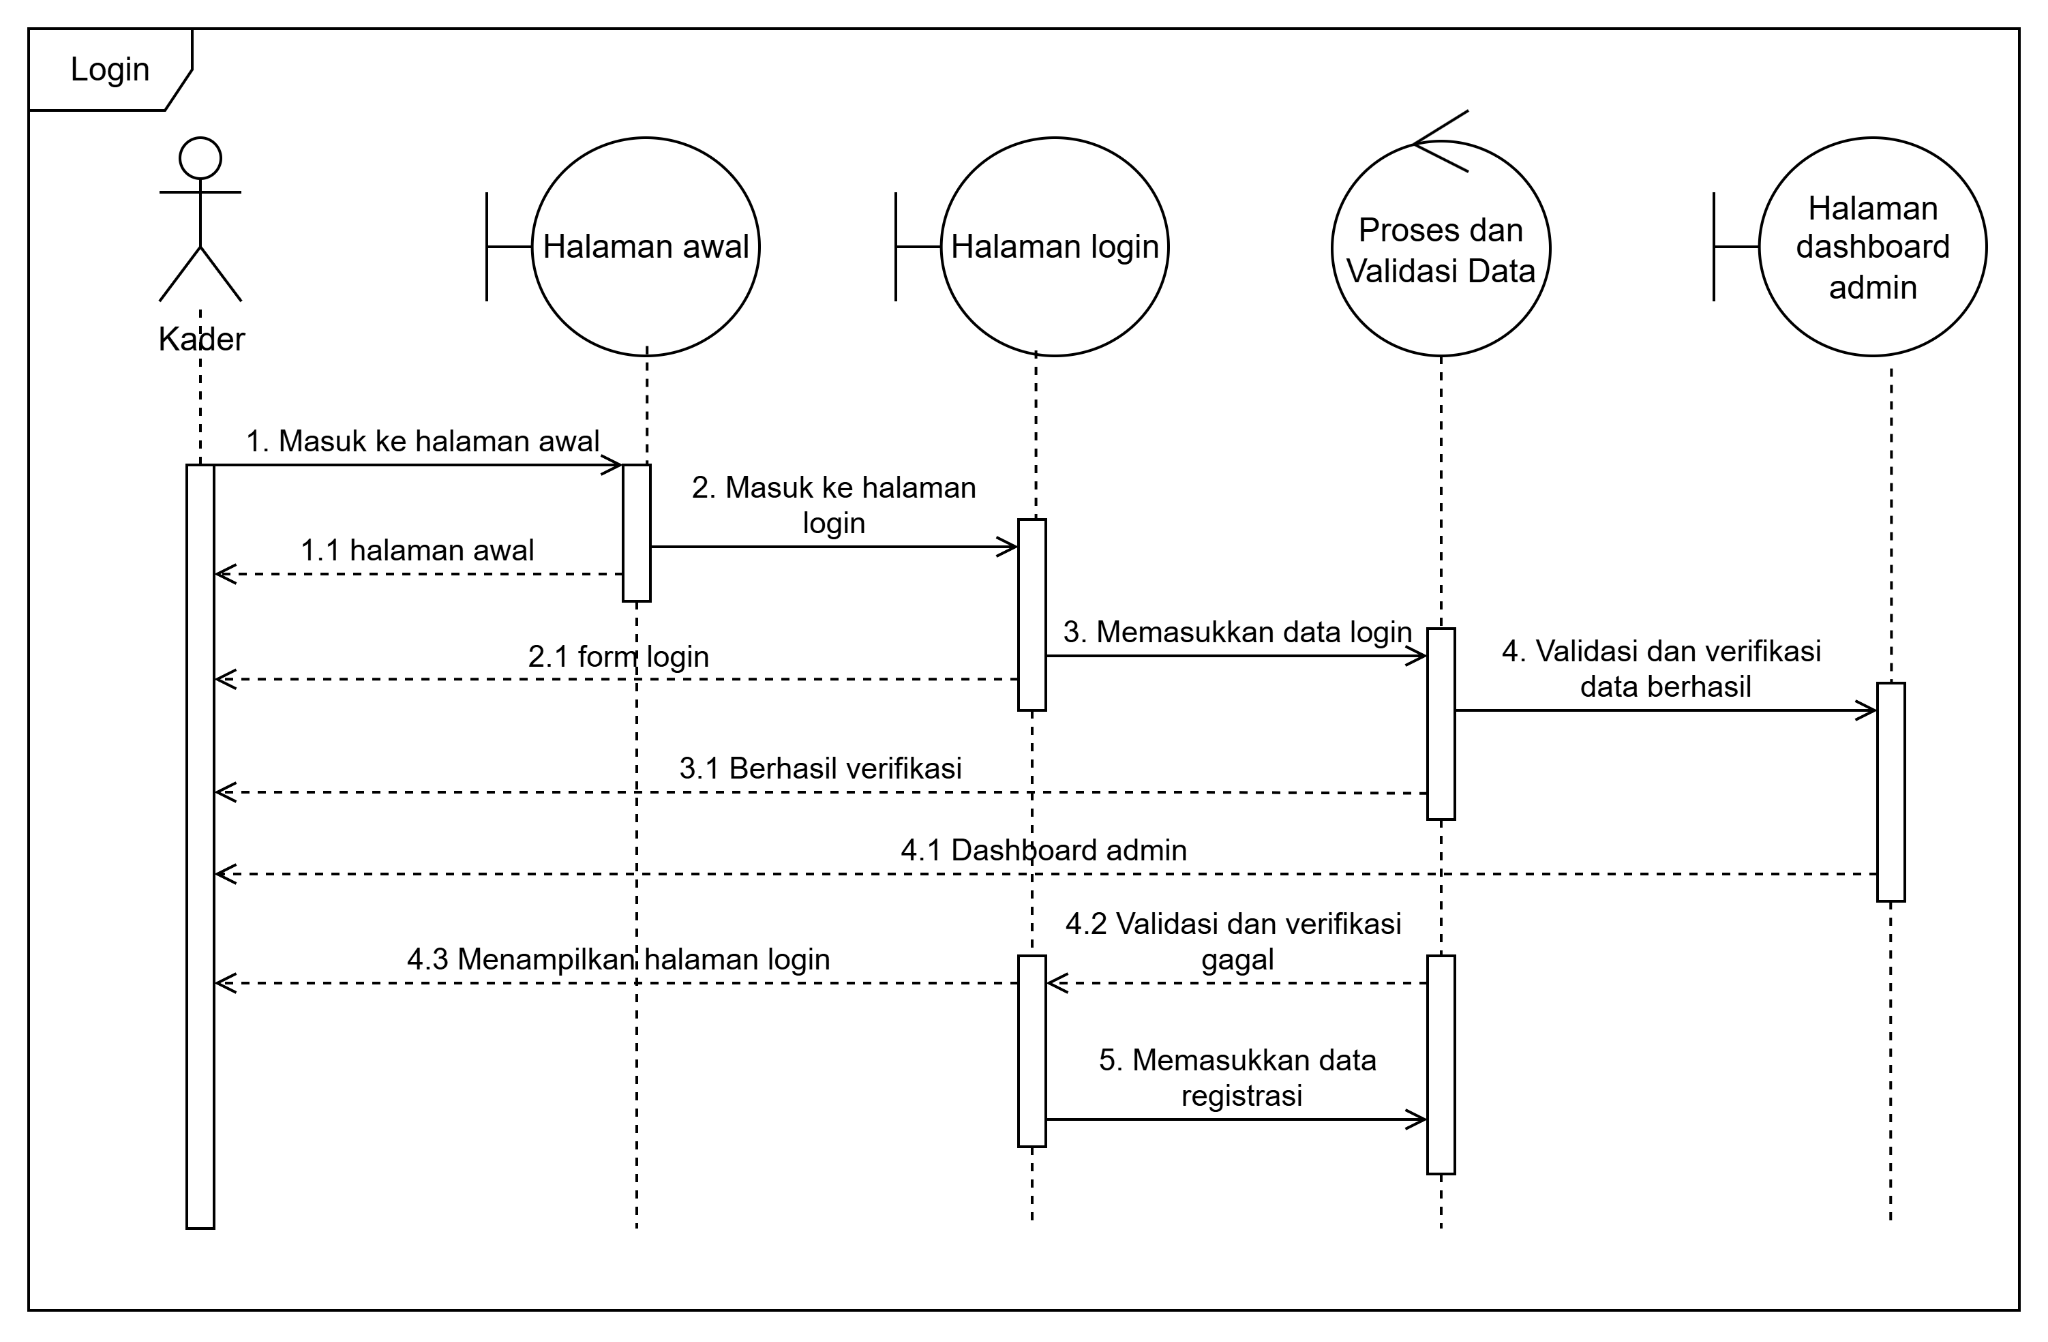 Login
Kader
Halaman awal
Halaman login
Proses dan
Validasi Data
Halaman
dashboard
admin
1. Masuk ke halaman awal
2. Masuk ke halaman
login
1.1 halaman awal
3. Memasukkan data login
2.1 form login
4. Validasi dan verifikasi
data berhasil
3.1 Berhasil verifikasi
4.1 Dashboard admin
4.2 Validasi dan verifikasi
gagal
4.3 Menampilkan halaman login
5. Memasukkan data
registrasi